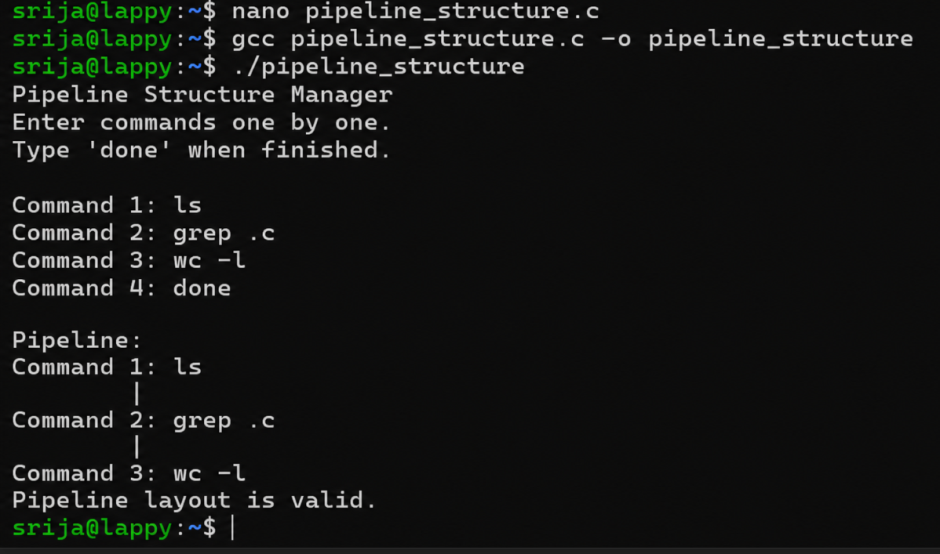 srija@lappy:~$ nano pipeline_structure.c
srija@lappy:~$ gcc pipeline_structure.c -o pipeline_structure
srija@lappy:~$ ./pipeline_structure
Pipeline Structure Manager
Enter commands one by one.
Type 'done' when finished.

Command 1: ls
Command 2: grep .c
Command 3: wc -l
Command 4: done

Pipeline:
Command 1: ls
        |
Command 2: grep .c
        |
Command 3: wc -l
Pipeline layout is valid.
srija@lappy:~$